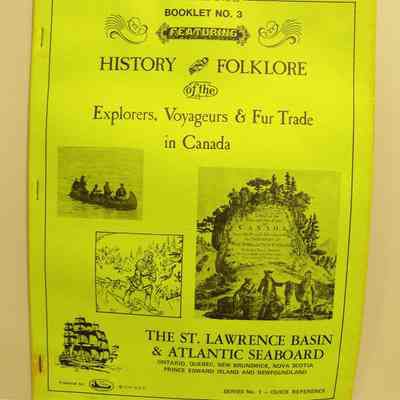 BOOKLET NO. 3
FEATURING
HISTORY AND FOLKLORE
of the
Explorers, Voyageurs & Fur Trade
in Canada
CANADA
THE ST. LAWRENCE BASIN
& ATLANTIC SEABOARD
ONTARIO, QUEBEC, NEW BRUNSWICK, NOVA SCOTIA
PRINCE EDWARD ISLAND AND NEWFOUNDLAND
SERIES No. 1 - QUICK REFERENCE